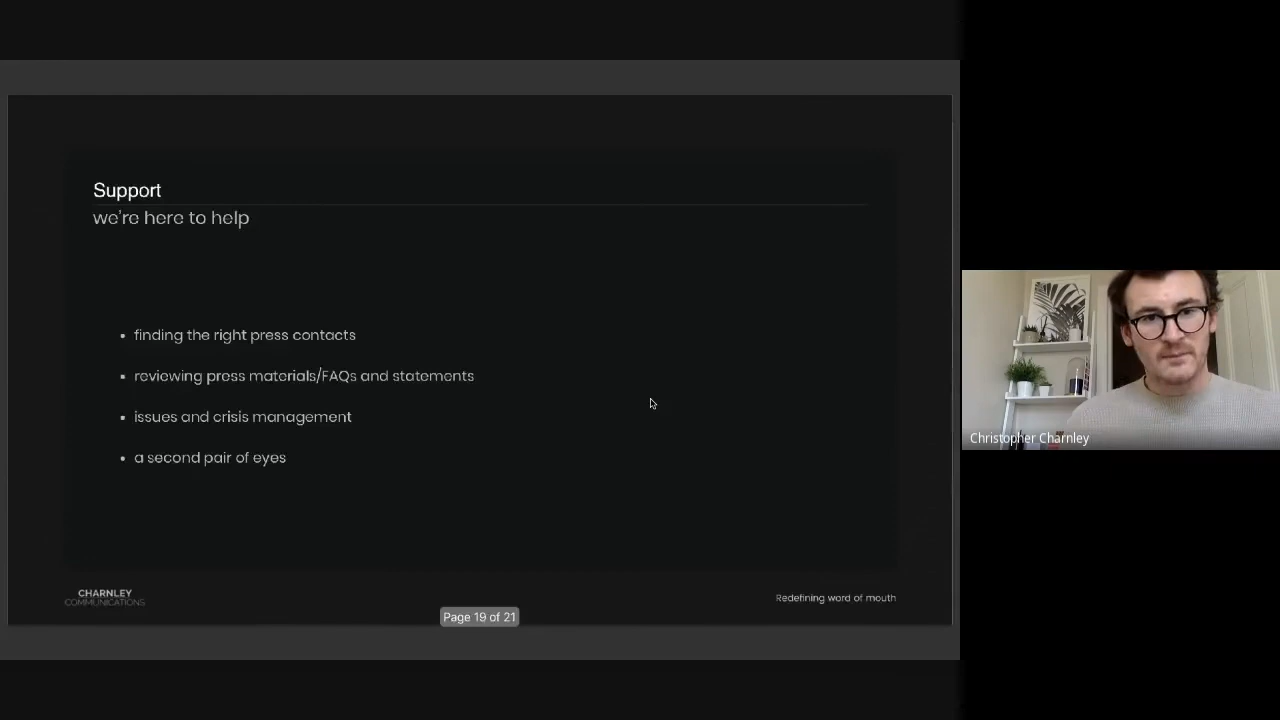 Support
we're here to help
finding the right press contacts
reviewing press materials/FAQs and statements
issues and crisis management
a second pair of eyes
CHARNLEY
COMMUNICATIONS
Redefining word of mouth
Page 19 of 21
Christopher Charnley